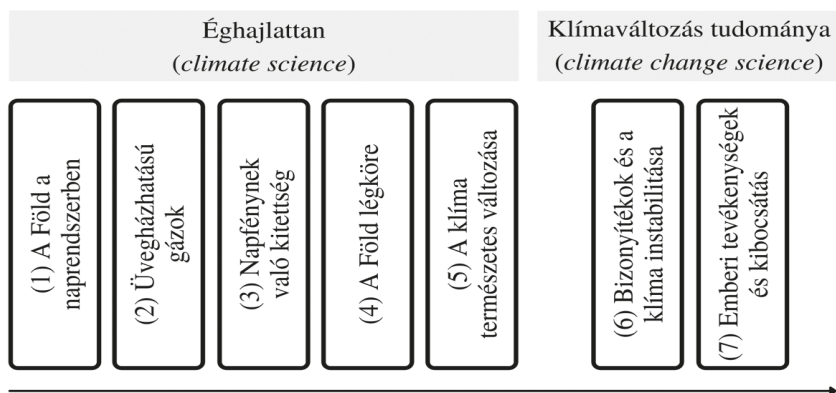 Éghajlattan
(climate science)
Klímaváltozás tudománya
(climate change science)
(1) A Föld a
naprendszerben
(2) Üvegházhatású
gázok
(3) Napfénynek
való kitettség
(4) A Föld légköre
(5) A klíma
természetes változása
(6) Bizonyítékok és a
klíma instabilitása
(7) Emberi tevékenységek
és kibocsátás